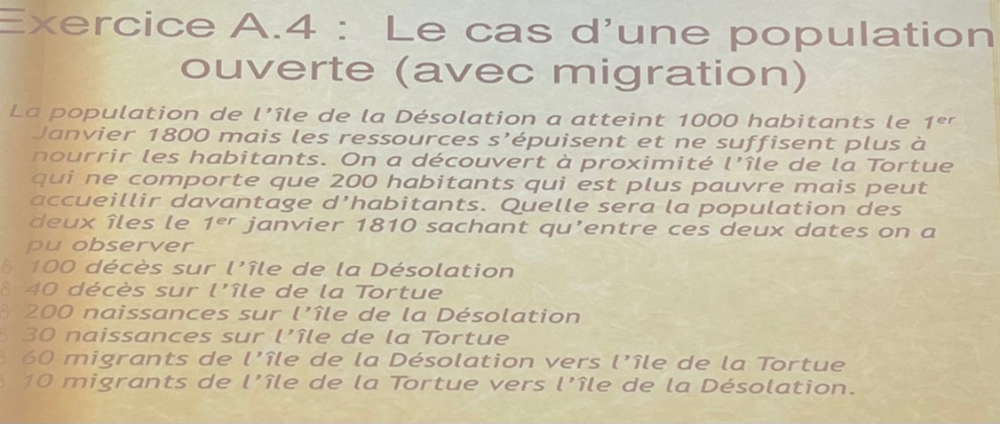 Exercice A.4 : Le cas d'une population
ouverte (avec migration)
La population de l'île de la Désolation a atteint 1000 habitants le 1er
Janvier 1800 mais les ressources s'épuisent et ne suffisent plus à
nourrir les habitants. On a découvert à proximité l'île de la Tortue
qui ne comporte que 200 habitants qui est plus pauvre mais peut
accueillir davantage d'habitants. Quelle sera la population des
deux îles le 1er janvier 1810 sachant qu'entre ces deux dates on a
pu observer
100 décès sur l'île de la Désolation
40 décès sur l'île de la Tortue
200 naissances sur l'île de la Désolation
30 naissances sur l'île de la Tortue
60 migrants de l'île de la Désolation vers l'île de la Tortue
10 migrants de l'île de la Tortue vers l'île de la Désolation.